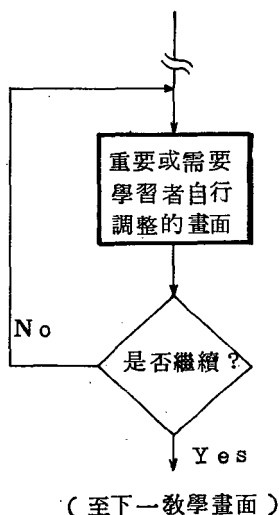 重要或需要
學習者自行
調整的畫面
No
是否繼續?
Yes
(至下一教學畫面)